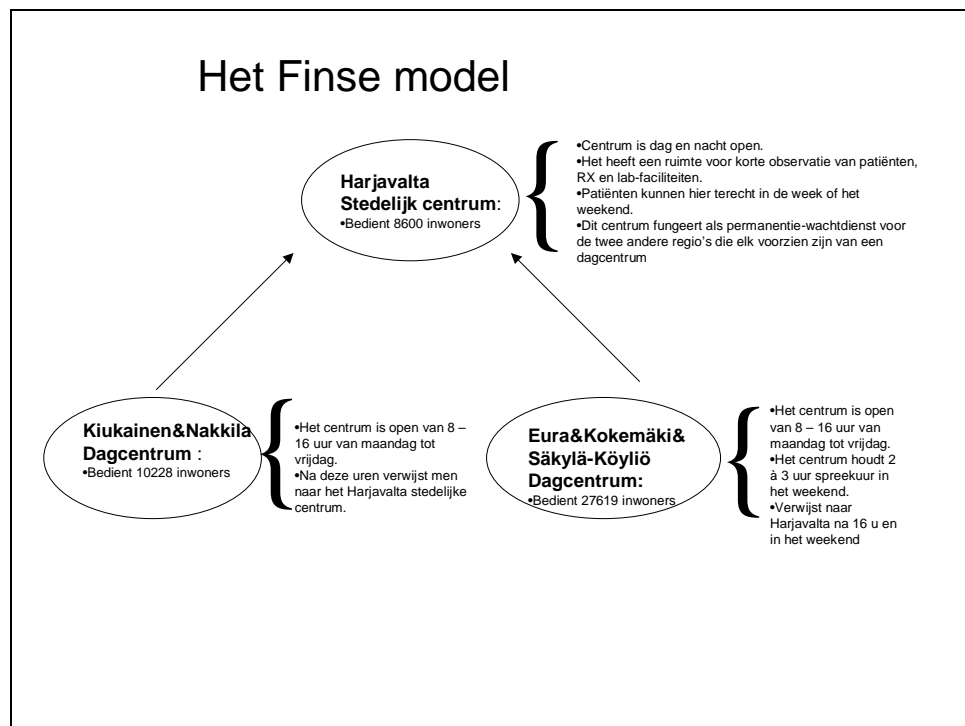 Het Finse model
Harjavalta
Stedelijk centrum:
•Bedient 8600 inwoners
•Centrum is dag en nacht open.
•Het heeft een ruimte voor korte observatie van patiënten,
RX en lab-faciliteiten.
•Patiënten kunnen hier terecht in de week of het
weekend.
•Dit centrum fungeert als permanentie-wachtdienst voor
de twee andere regio's die elk voorzien zijn van een
dagcentrum
Kiukainen&Nakkila
Dagcentrum :
•Bedient 10228 inwoners
•Het centrum is open van 8 –
16 uur van maandag tot
vrijdag.
•Na deze uren verwijst men
naar het Harjavalta stedelijke
centrum.
Eura&Kokemäki&
Säkylä-Köyliö
Dagcentrum:
•Bedient 27619 inwoners
•Het centrum is open
van 8 – 16 uur van
maandag tot vrijdag.
•Het centrum houdt 2
à 3 uur spreekuur in
het weekend.
•Verwijst naar
Harjavalta na 16 u en
in het weekend